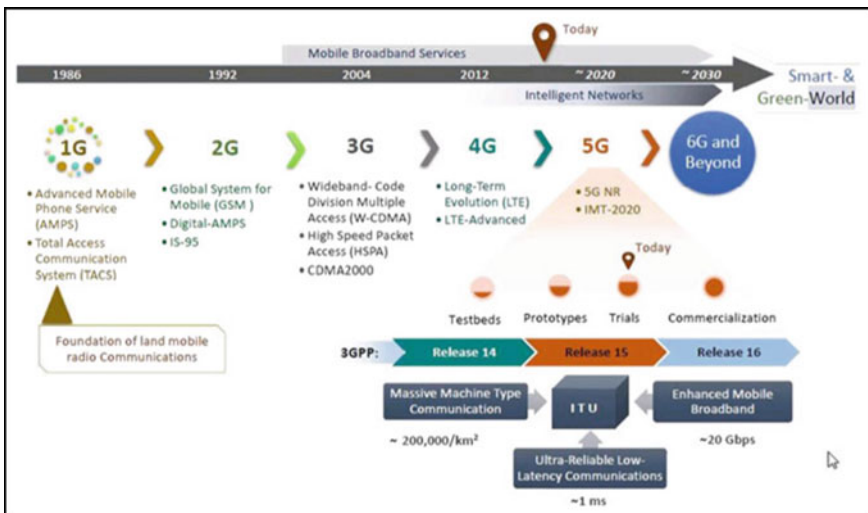 Today
Mobile Broadband Services
1986 1992 2004 2012 ~ 2020 ~ 2030
Smart- &
Green-World
Intelligent Networks
1G 2G 3G 4G 5G
6G and
Beyond
• Advanced Mobile
Phone Service
(AMPS)
• Total Access
Communication
System (TACS)
• Global System for
Mobile (GSM )
• Digital-AMPS
• IS-95
• Wideband- Code
Division Multiple
Access (W-CDMA)
• High Speed Packet
Access (HSPA)
• CDMA2000
• Long-Term
Evolution (LTE)
• LTE-Advanced
• 5G NR
• IMT-2020
Today
Testbeds Prototypes Trials Commercialization
Foundation of land mobile
radio Communications
3GPP: Release 14 Release 15 Release 16
Massive Machine Type
Communication
~ 200,000/km²
ITU
Enhanced Mobile
Broadband
~20 Gbps
Ultra-Reliable Low-
Latency Communications
~1 ms